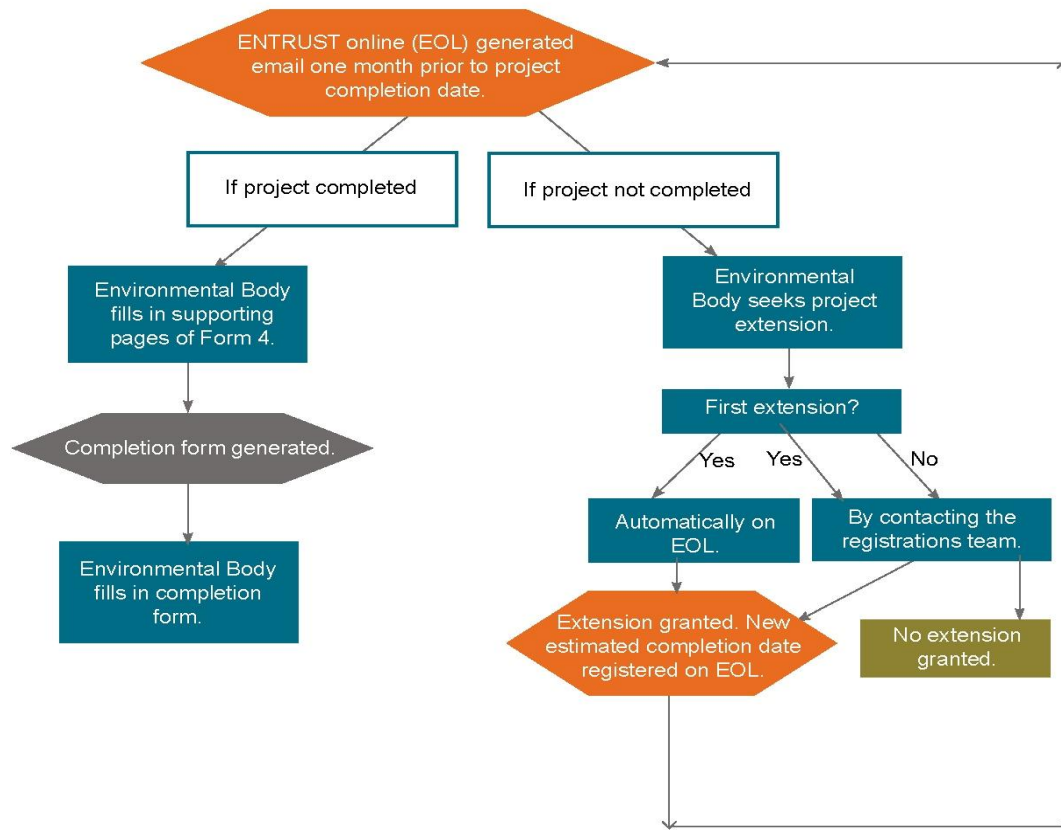 ENTRUST online (EOL) generated
email one month prior to project
completion date.
If project completed
If project not completed
Environmental Body
fills in supporting
pages of Form 4.
Environmental
Body seeks project
extension.
First extension?
Completion form generated.
Yes
Yes
No
Automatically on
EOL.
By contacting the
registrations team.
Environmental Body
fills in completion
form.
Extension granted. New
estimated completion date
registered on EOL.
No extension
granted.